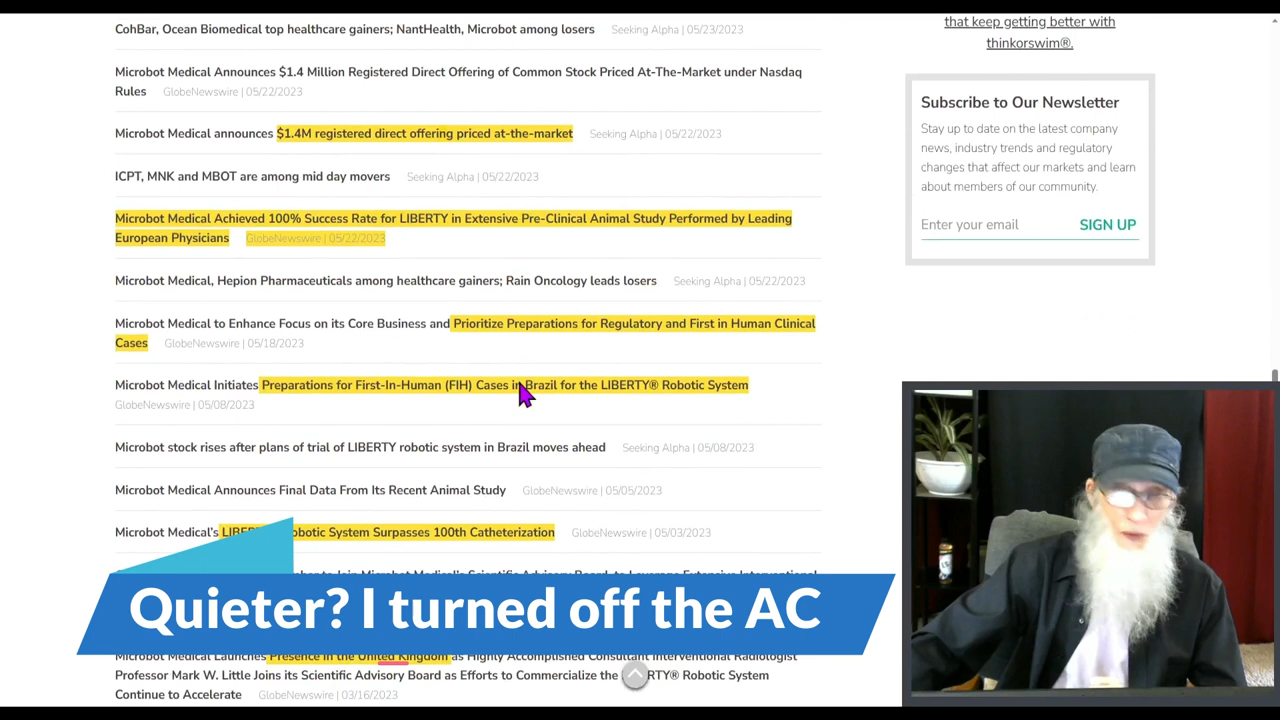 CohBar, Ocean Biomedical top healthcare gainers; NantHealth, Microbot among losers Seeking Alpha | 05/23/2023
Microbot Medical Announces $1.4 Million Registered Direct Offering of Common Stock Priced At-The-Market under Nasdaq
Rules GlobeNewswire | 05/22/2023
Microbot Medical announces $1.4M registered direct offering priced at-the-market Seeking Alpha | 05/22/2023
ICPT, MNK and MBOT are among mid day movers Seeking Alpha | 05/22/2023
Microbot Medical Achieved 100% Success Rate for LIBERTY in Extensive Pre-Clinical Animal Study Performed by Leading
European Physicians GlobeNewswire | 05/22/2023
Microbot Medical, Hepion Pharmaceuticals among healthcare gainers; Rain Oncology leads losers Seeking Alpha | 05/22/2023
Microbot Medical to Enhance Focus on its Core Business and Prioritize Preparations for Regulatory and First in Human Clinical
Cases GlobeNewswire | 05/18/2023
Microbot Medical Initiates Preparations for First-In-Human (FIH) Cases in Brazil for the LIBERTY® Robotic System
GlobeNewswire | 05/08/2023
Microbot stock rises after plans of trial of LIBERTY robotic system in Brazil moves ahead Seeking Alpha | 05/08/2023
Microbot Medical Announces Final Data From Its Recent Animal Study GlobeNewswire | 05/05/2023
Microbot Medical's Robotic System Surpasses 100th Catheterization GlobeNewswire | 05/03/2023
to Join Microbot Medical's Scientific Advisory Board to Leverage Extensive Interventional
Quieter? I turned off the AC
Microbot Medical Launches Presence in the United Kingdom as Highly Accomplished Consultant Interventional Radiologist
Professor Mark W. Little Joins its Scientific Advisory Board as Efforts to Commercialize the Robotic System
Continue to Accelerate GlobeNewswire | 03/16/2023
that keep getting better with
thinkorswim®.
Subscribe to Our Newsletter
Stay up to date on the latest company
news, industry trends and regulatory
changes that affect our markets and learn
about members of our community.
Enter your email SIGN UP